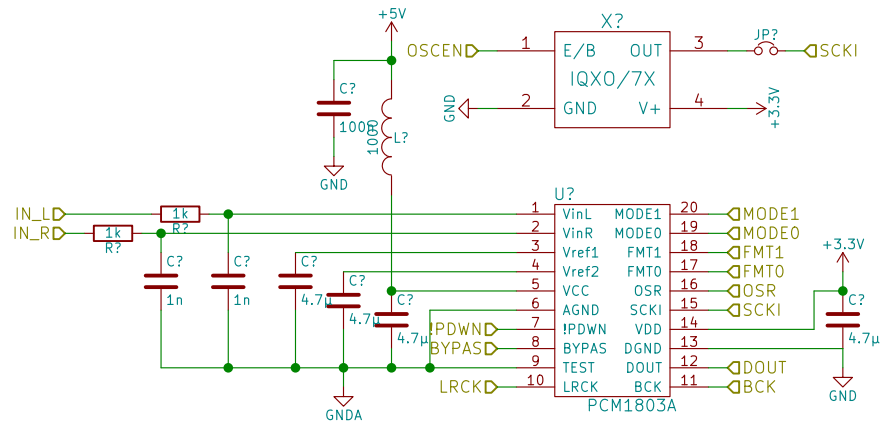 +5V
X?
OSCEN 1 E/B OUT 3 JP? SCKI
IQXO/7X
GND 2 GND V+ 4 +3.3V
C?
100n
1000
L?
GND
U?
IN_L 1k R? 1 VinL MODE1 20 MODE1
IN_R 1k R? 2 VinR MODE0 19 MODE0
3 Vref1 FMT1 18 FMT1
+3.3V
C? C? C? 4 Vref2 FMT0 17 FMT0
1n 1n 4.7µ
C? 4.7µ
5 VCC OSR 16 OSR
C? 4.7µ
6 AGND SCKI 15 SCKI
C? 4.7µ
!PDWN 7 !PDWN VDD 14
BYPAS 8 BYPAS DGND 13
9 TEST DOUT 12 DOUT
LRCK 10 LRCK BCK 11 BCK
GND
PCM1803A
GNDA